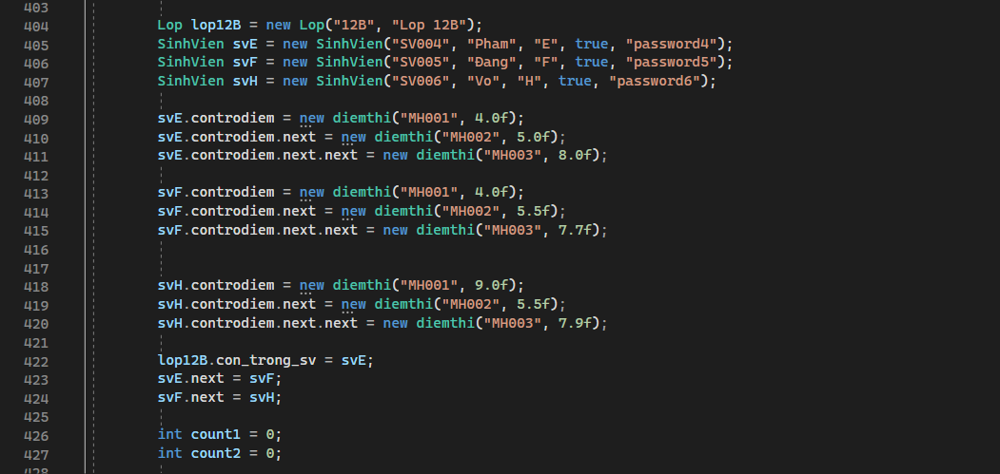 403
404 Lop lop12B = new Lop("12B", "Lop 12B");
405 SinhVien svE = new SinhVien("SV004", "Pham", "E", true, "password4");
406 SinhVien svF = new SinhVien("SV005", "Đang", "F", true, "password5");
407 SinhVien svH = new SinhVien("SV006", "Vo", "H", true, "password6");
408
409 svE.controdiem = new diemthi("MH001", 4.0f);
410 svE.controdiem.next = new diemthi("MH002", 5.0f);
411 svE.controdiem.next.next = new diemthi("MH003", 8.0f);
412
413 svF.controdiem = new diemthi("MH001", 4.0f);
414 svF.controdiem.next = new diemthi("MH002", 5.5f);
415 svF.controdiem.next.next = new diemthi("MH003", 7.7f);
416
417
418 svH.controdiem = new diemthi("MH001", 9.0f);
419 svH.controdiem.next = new diemthi("MH002", 5.5f);
420 svH.controdiem.next.next = new diemthi("MH003", 7.9f);
421
422 lop12B.con_trong_sv = svE;
423 svE.next = svF;
424 svF.next = svH;
425
426 int count1 = 0;
427 int count2 = 0;
428